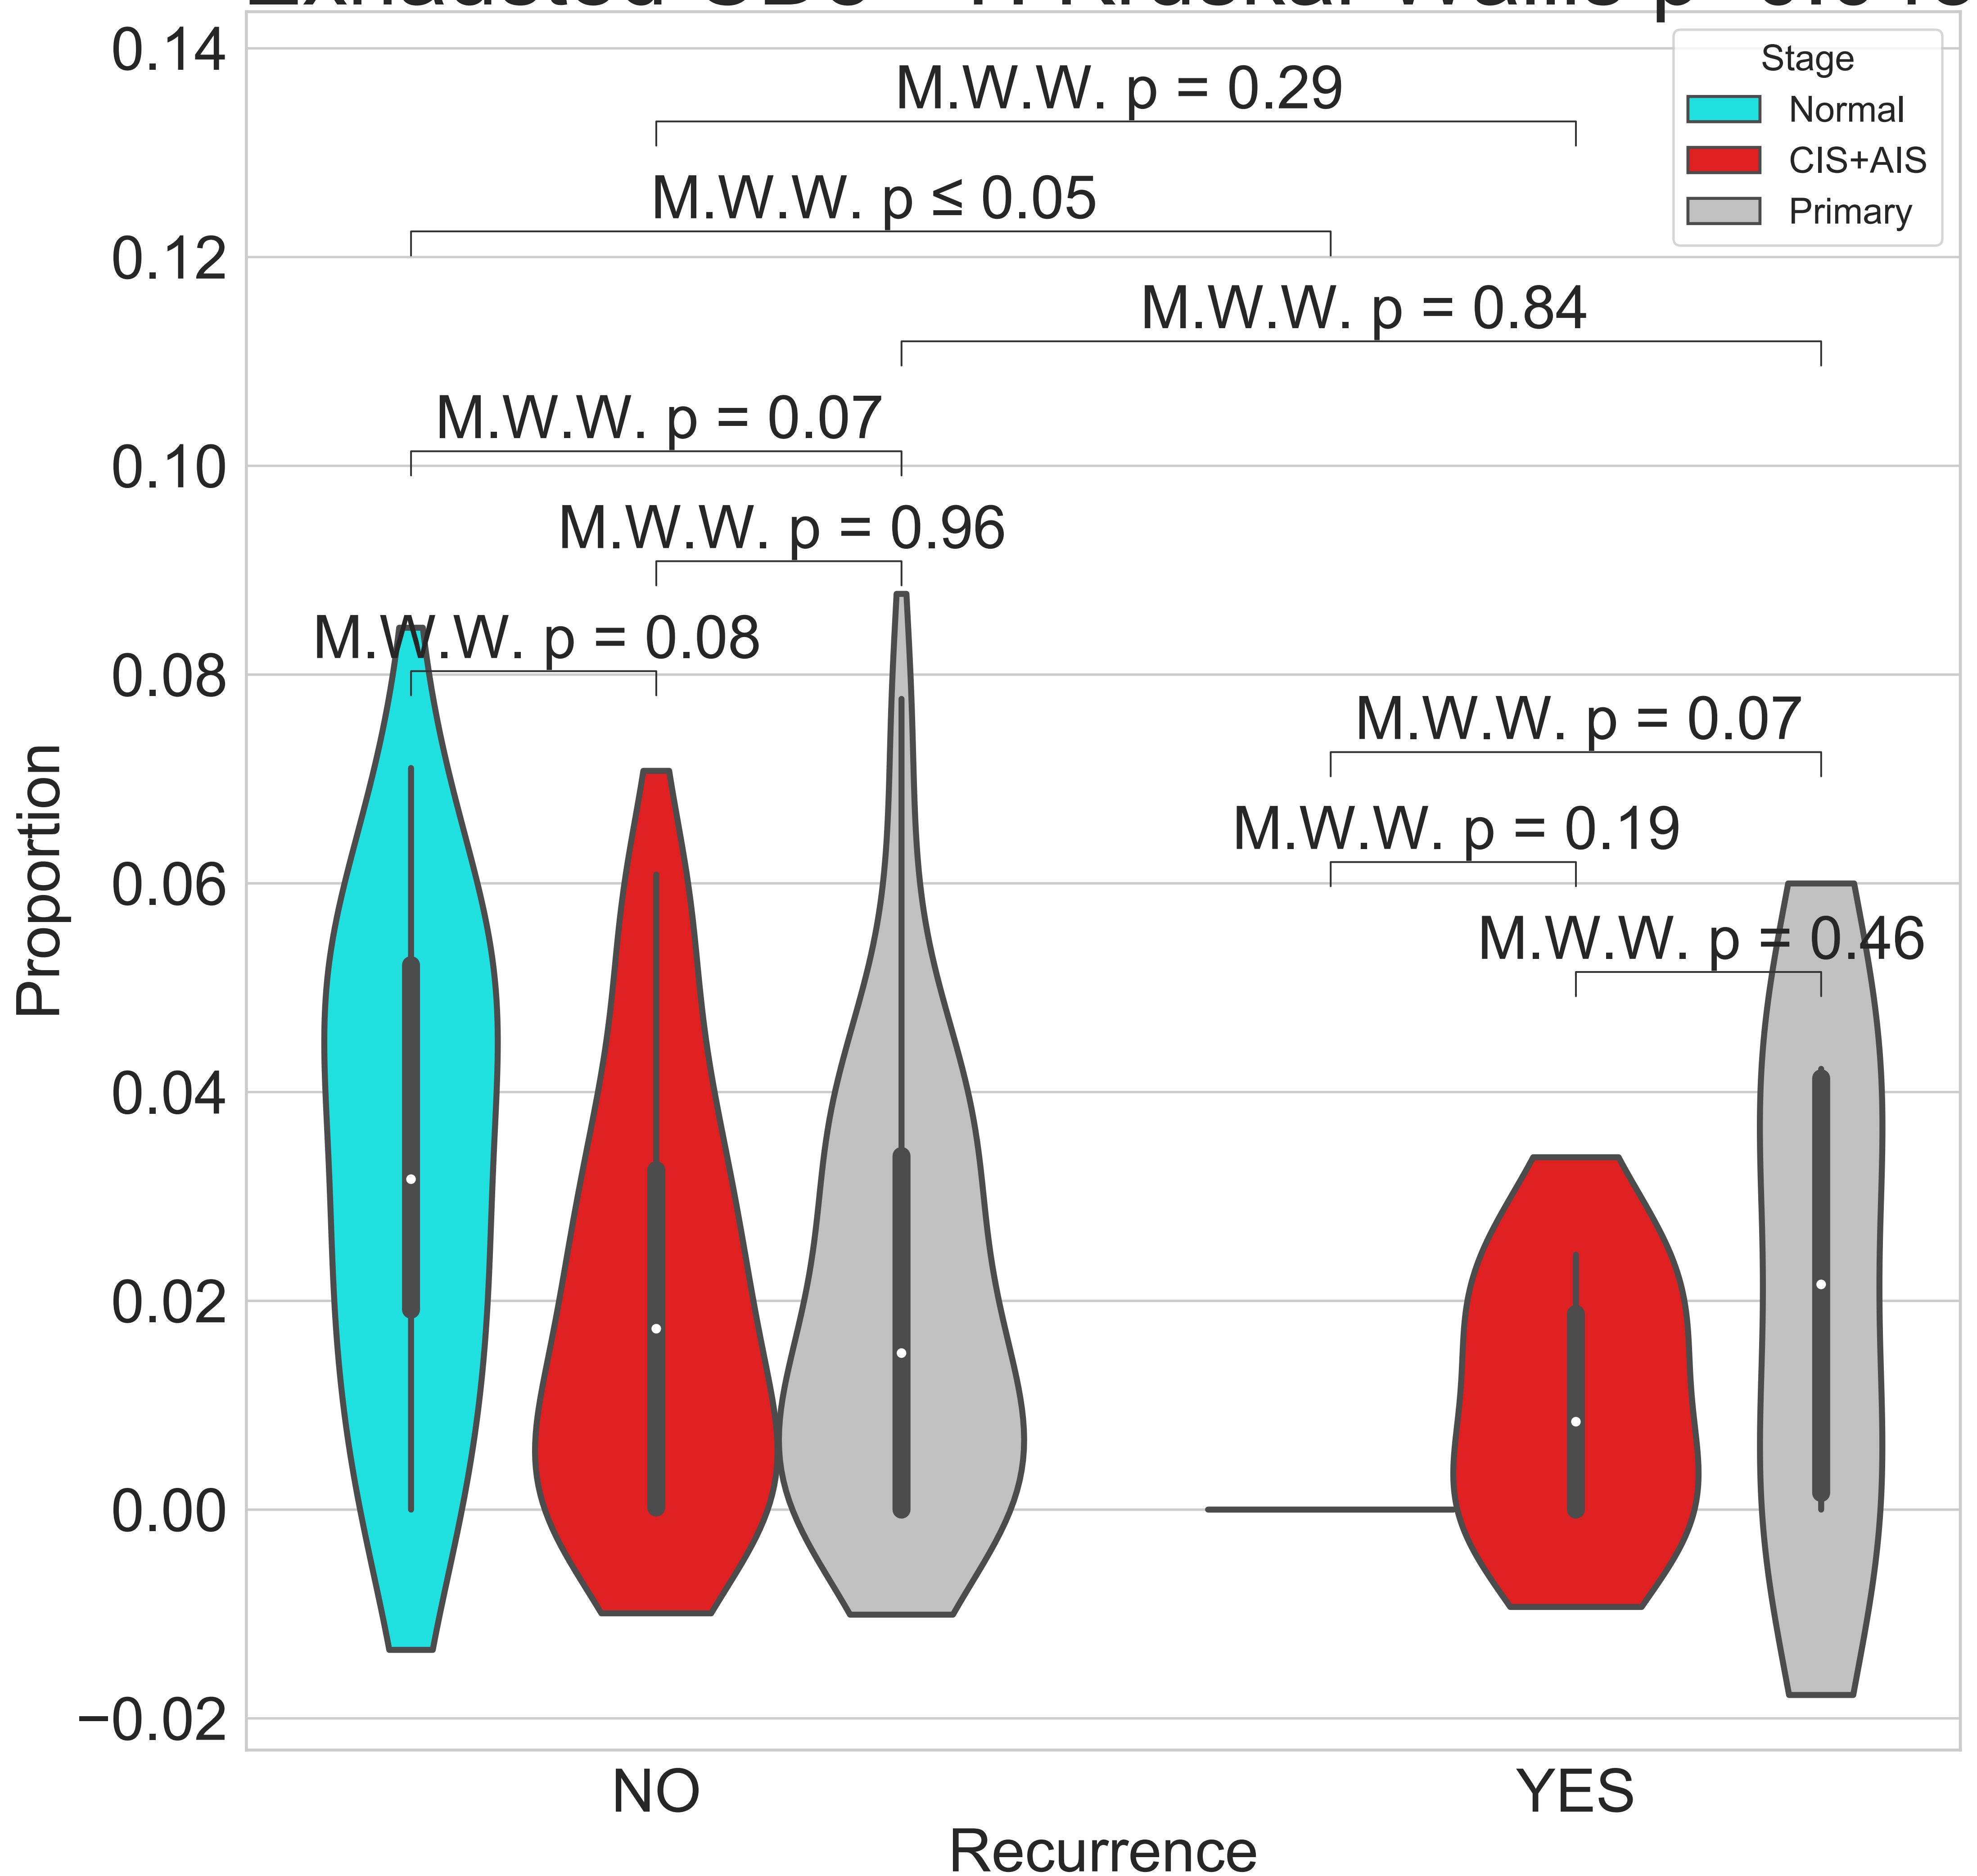 M.W.W. p = 0.29
M.W.W. p ≤ 0.05
M.W.W. p = 0.84
M.W.W. p = 0.07
M.W.W. p = 0.96
M.W.W. p = 0.08
M.W.W. p = 0.07
M.W.W. p = 0.19
M.W.W. p = 0.46
Stage
Normal
CIS+AIS
Primary
0.14
0.12
0.10
0.08
0.06
0.04
0.02
0.00
−0.02
Proportion
NO
YES
Recurrence